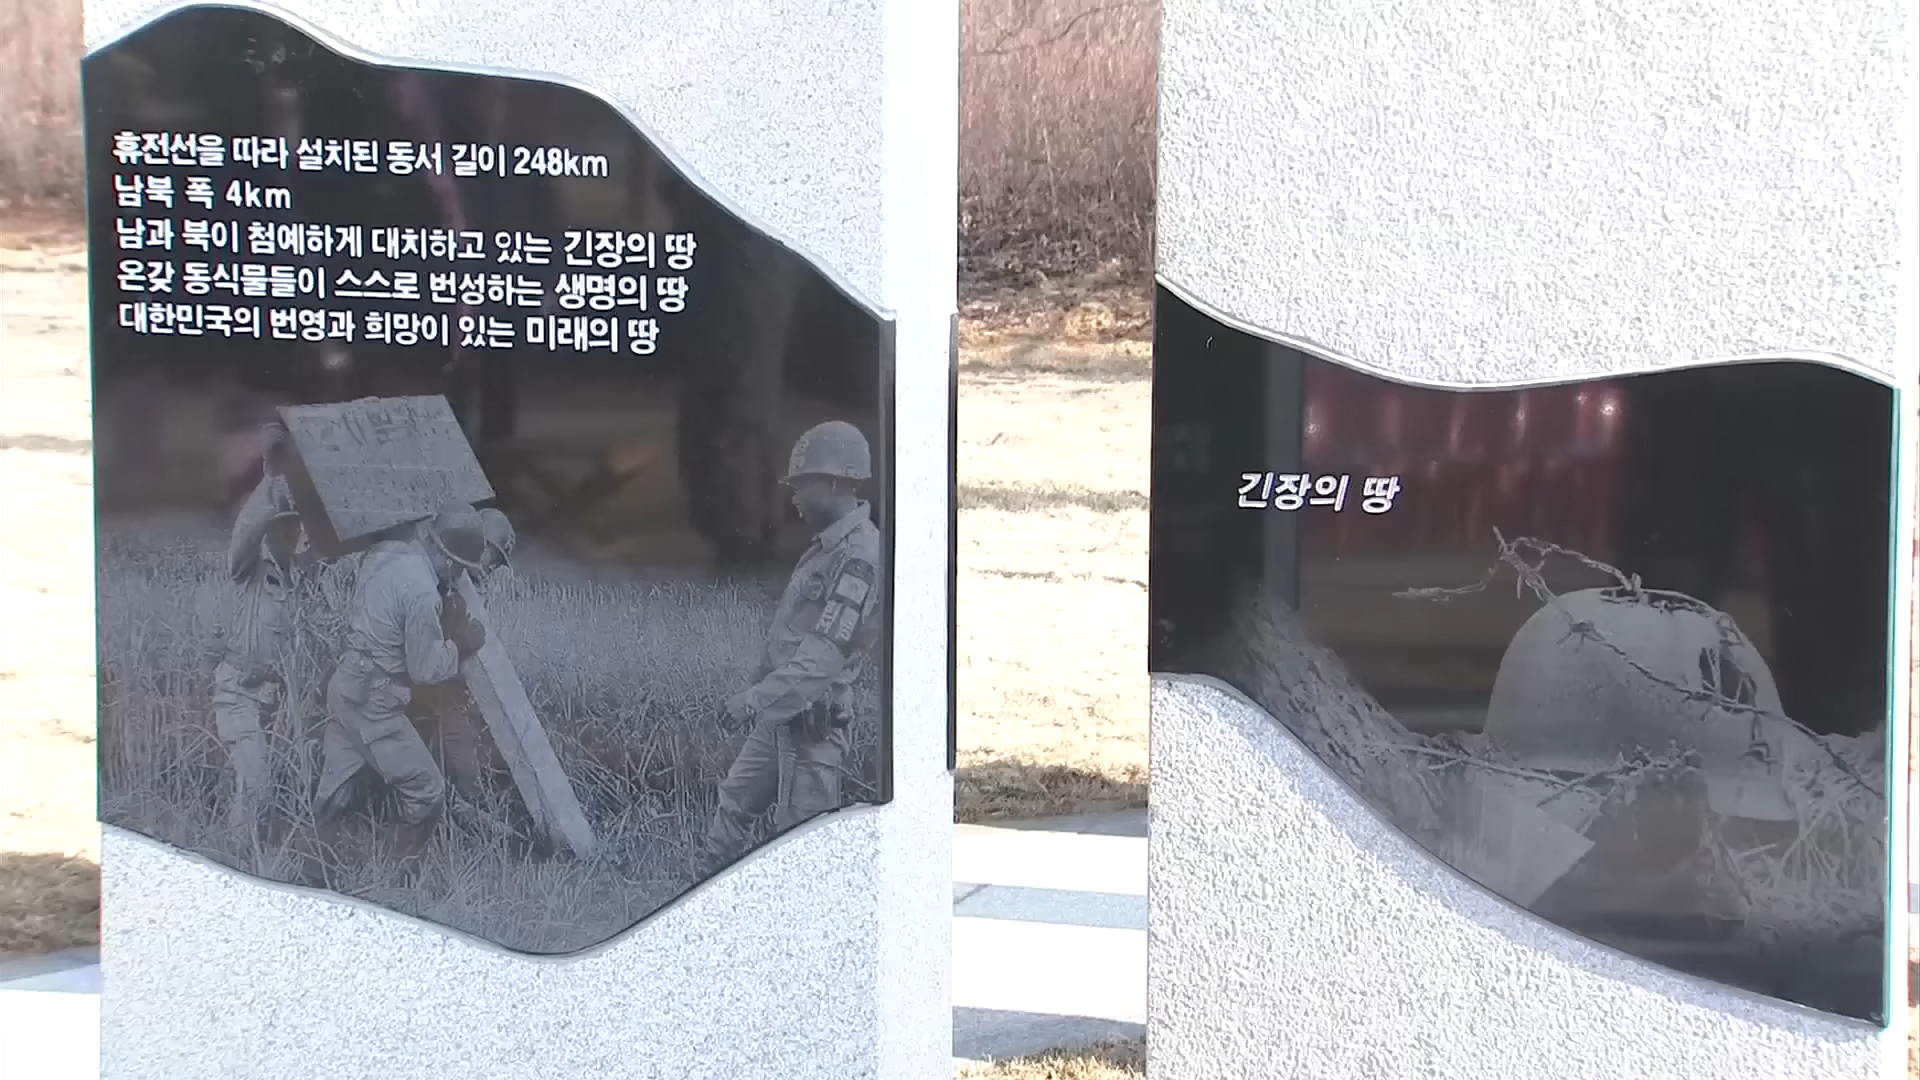 휴전선을 따라 설치된 동서 길이 248km
남북 폭 4km
남과 북이 첨예하게 대치하고 있는 긴장의 땅
온갖 동식물들이 스스로 번성하는 생명의 땅
대한민국의 번영과 희망이 있는 미래의 땅
긴장의 땅